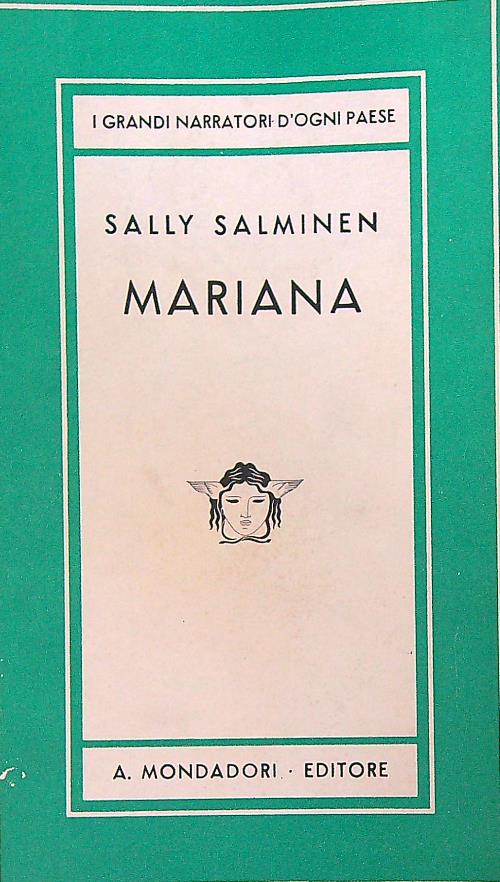 I GRANDI NARRATORI D'OGNI PAESE
SALLY SALMINEN
MARIANA
A. MONDADORI · EDITORE